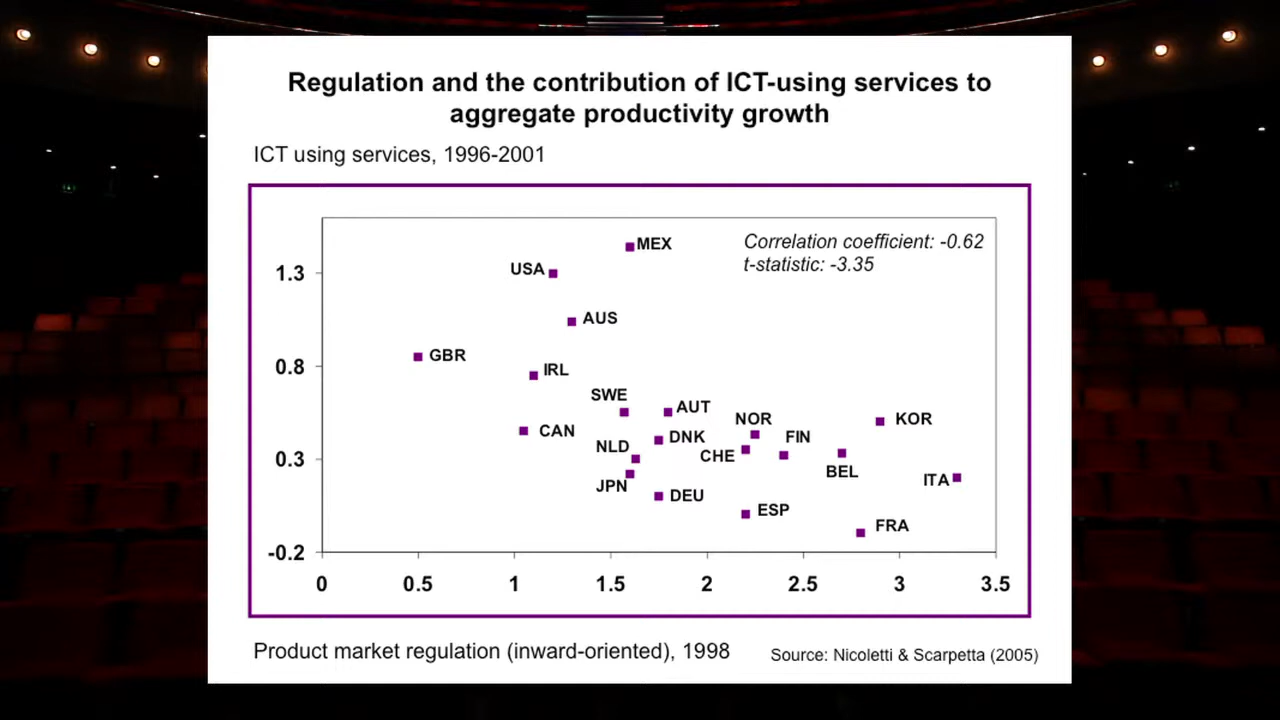 Regulation and the contribution of ICT-using services to
aggregate productivity growth
ICT using services, 1996-2001
Correlation coefficient: -0.62
t-statistic: -3.35
MEX
USA
AUS
GBR
IRL
SWE
AUT
CAN
NLD
DNK
NOR
CHE
FIN
KOR
BEL
ITA
JPN
DEU
ESP
FRA
1.3
0.8
0.3
-0.2
0 0.5 1 1.5 2 2.5 3 3.5
Product market regulation (inward-oriented), 1998
Source: Nicoletti & Scarpetta (2005)